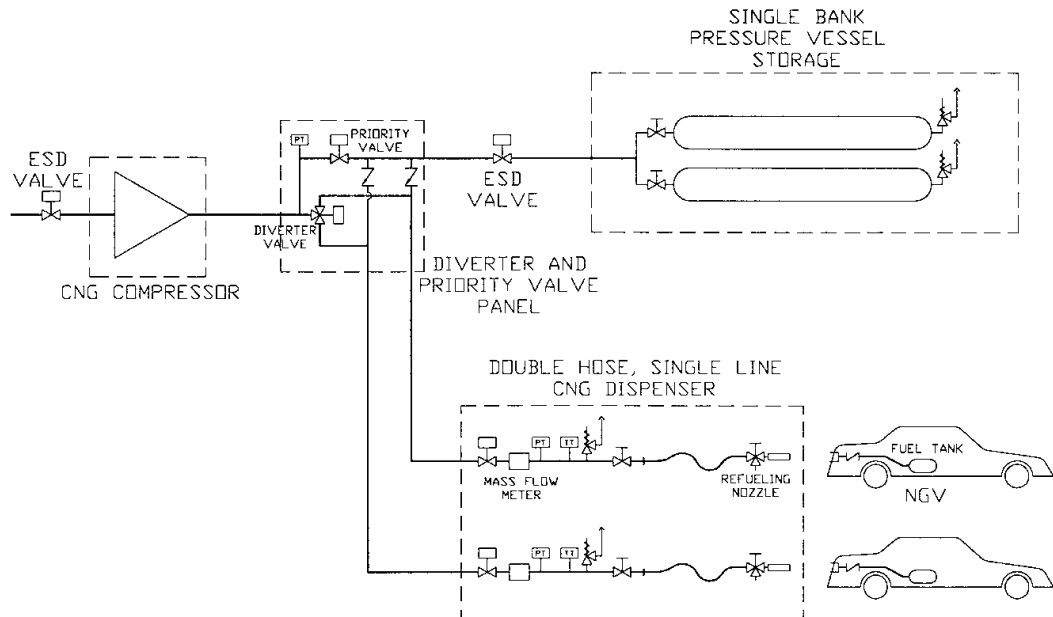 SINGLE BANK
PRESSURE VESSEL
STORAGE
PT
PRIORITY
VALVE
ESD
VALVE
ESD
VALVE
DIVERTER
VALVE
CNG COMPRESSOR
DIVERTER AND
PRIORITY VALVE
PANEL
DOUBLE HOSE, SINGLE LINE
CNG DISPENSER
PT
TT
FUEL TANK
MASS FLOW
METER
REFUELING
NOZZLE
NGV
PT
TT